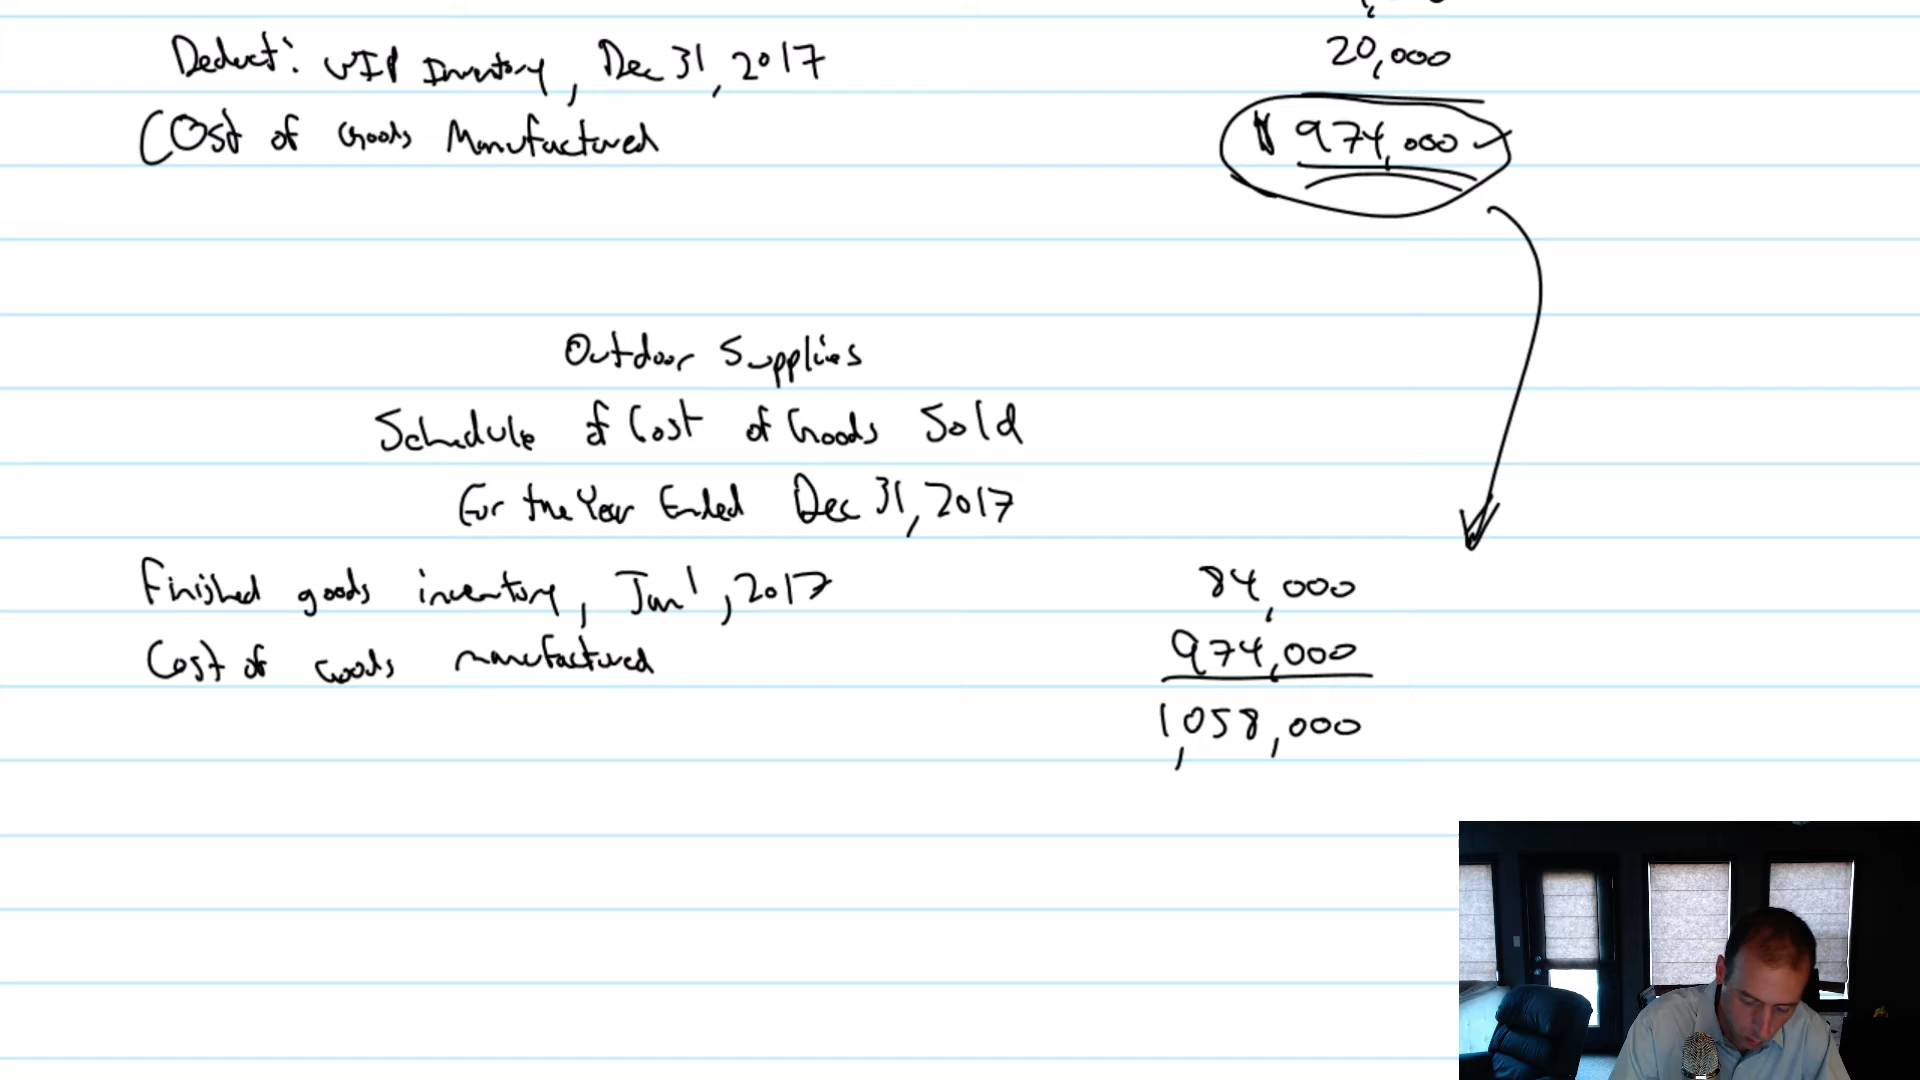 Deduct: WIP Inventory, Dec 31, 2017 20,000
Cost of Goods Manufactured $ 974,000
Outdoor Supplies
Schedule of Cost of Goods Sold
For the Year Ended Dec 31, 2017
Finished goods inventory, Jan 1, 2017 84,000
Cost of Goods manufactured 974,000
1,058,000